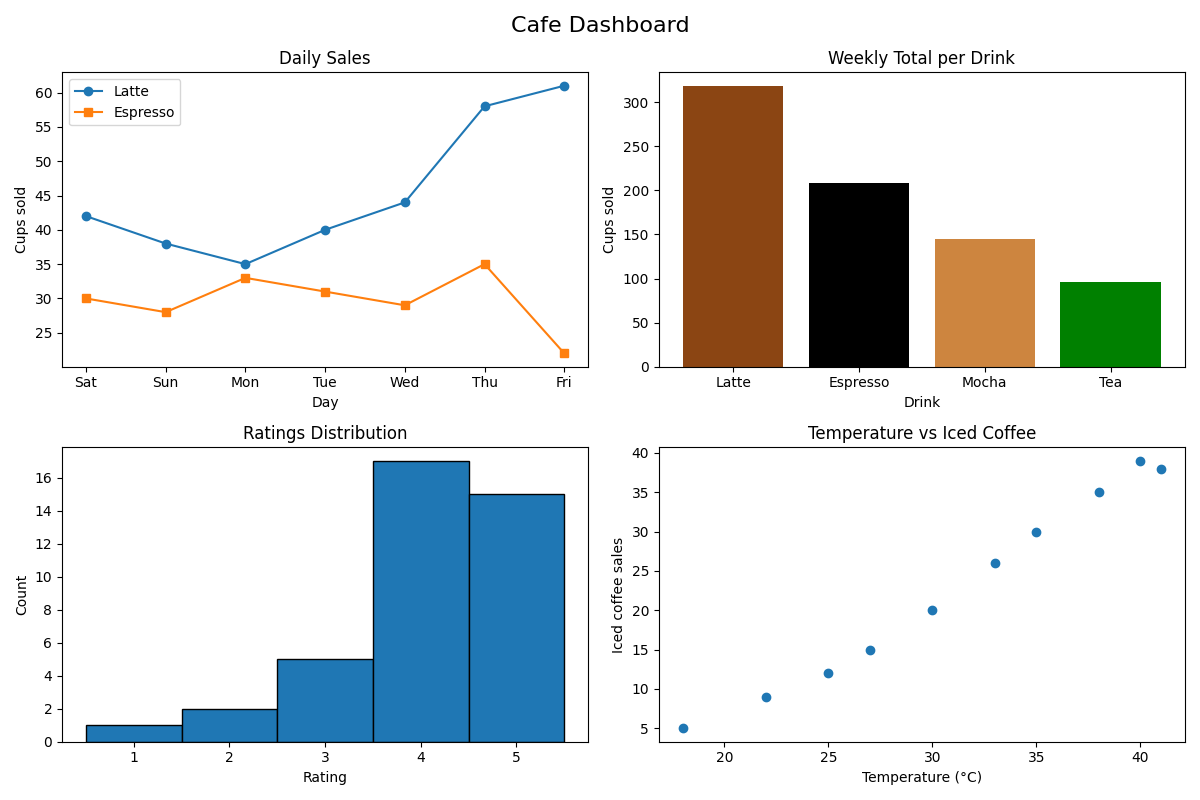 Cafe Dashboard
Daily Sales
Latte
Espresso
Cups sold
60
55
50
45
40
35
30
25
Sat Sun Mon Tue Wed Thu Fri
Day
Weekly Total per Drink
Cups sold
300
250
200
150
100
50
0
Latte Espresso Mocha Tea
Drink
Ratings Distribution
Count
16
14
12
10
8
6
4
2
0
1 2 3 4 5
Rating
Temperature vs Iced Coffee
Iced coffee sales
40
35
30
25
20
15
10
5
20 25 30 35 40
Temperature (°C)